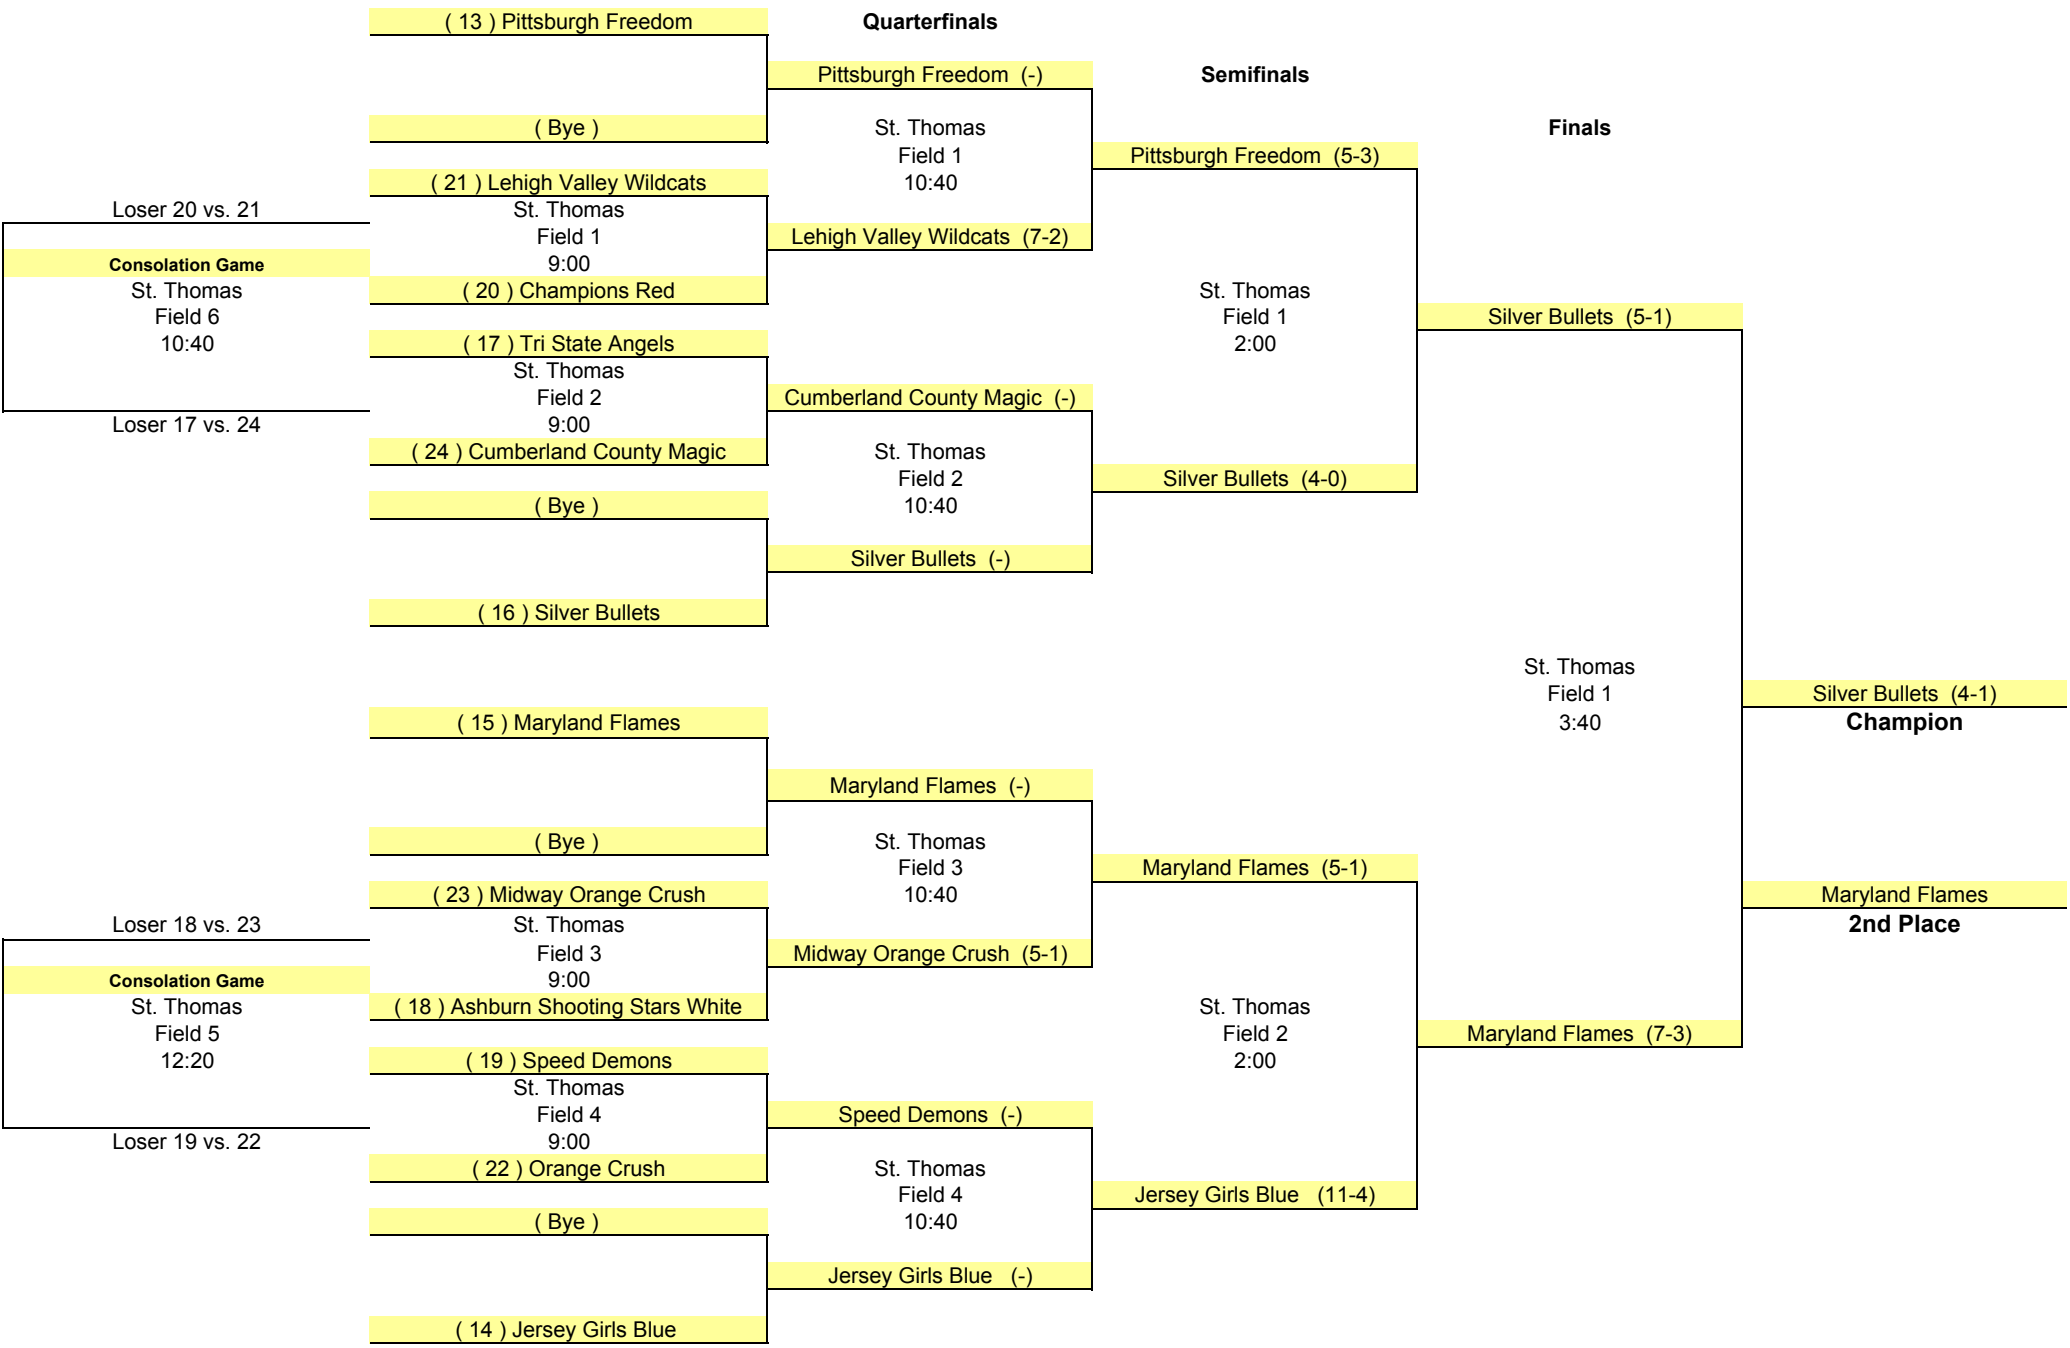 ( 13 ) Pittsburgh Freedom
Quarterfinals
Pittsburgh Freedom (-)
Semifinals
( Bye )
St. Thomas
Finals
Field 1
Pittsburgh Freedom (5-3)
( 21 ) Lehigh Valley Wildcats
10:40
Loser 20 vs. 21
St. Thomas
Field 1
Lehigh Valley Wildcats (7-2)
Consolation Game
9:00
St. Thomas
( 20 ) Champions Red
St. Thomas
Field 6
Field 1
Silver Bullets (5-1)
10:40
( 17 ) Tri State Angels
2:00
St. Thomas
Field 2
Cumberland County Magic (-)
Loser 17 vs. 24
9:00
( 24 ) Cumberland County Magic
St. Thomas
Field 2
Silver Bullets (4-0)
( Bye )
10:40
Silver Bullets (-)
( 16 ) Silver Bullets
St. Thomas
Field 1
Silver Bullets (4-1)
( 15 ) Maryland Flames
3:40
Champion
Maryland Flames (-)
( Bye )
St. Thomas
Field 3
Maryland Flames (5-1)
( 23 ) Midway Orange Crush
10:40
Maryland Flames
Loser 18 vs. 23
St. Thomas
2nd Place
Field 3
Midway Orange Crush (5-1)
Consolation Game
9:00
St. Thomas
( 18 ) Ashburn Shooting Stars White
St. Thomas
Field 5
Field 2
Maryland Flames (7-3)
12:20
( 19 ) Speed Demons
2:00
St. Thomas
Field 4
Speed Demons (-)
Loser 19 vs. 22
9:00
( 22 ) Orange Crush
St. Thomas
Field 4
Jersey Girls Blue (11-4)
( Bye )
10:40
Jersey Girls Blue (-)
( 14 ) Jersey Girls Blue